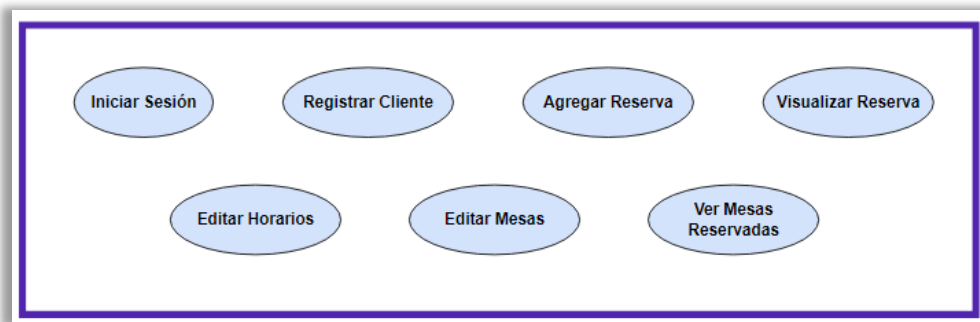 Iniciar Sesión
Registrar Cliente
Agregar Reserva
Visualizar Reserva
Editar Horarios
Editar Mesas
Ver Mesas
Reservadas